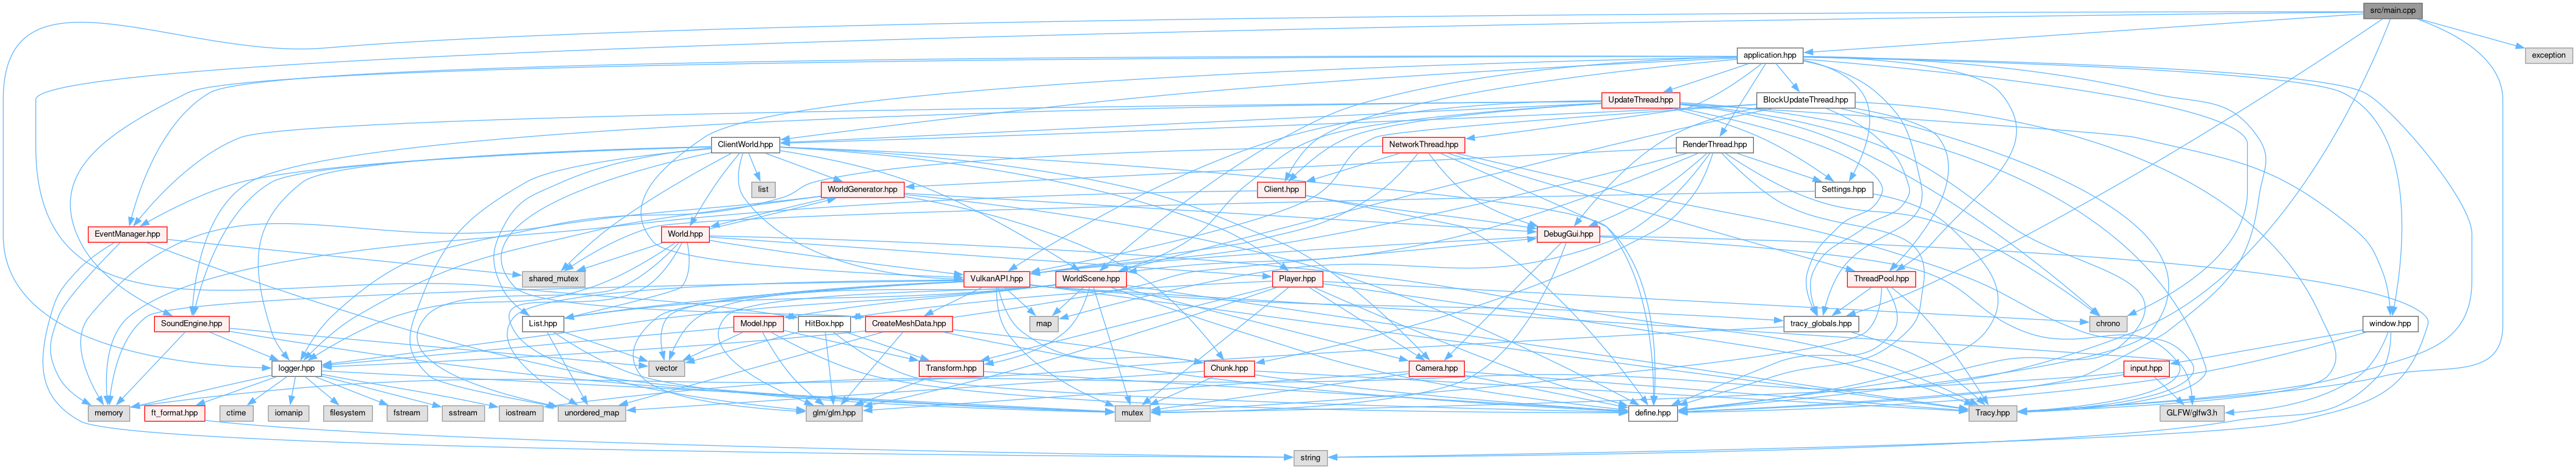 src/main.cpp
application.hpp
exception
UpdateThread.hpp
BlockUpdateThread.hpp
ClientWorld.hpp
NetworkThread.hpp
RenderThread.hpp
list
WorldGenerator.hpp
Client.hpp
Settings.hpp
EventManager.hpp
World.hpp
DebugGui.hpp
shared_mutex
VulkanAPI.hpp
WorldScene.hpp
Player.hpp
ThreadPool.hpp
SoundEngine.hpp
List.hpp
map
Model.hpp
HitBox.hpp
CreateMeshData.hpp
tracy_globals.hpp
chrono
window.hpp
logger.hpp
vector
Transform.hpp
Chunk.hpp
Camera.hpp
input.hpp
memory
ft_format.hpp
ctime
iomanip
filesystem
fstream
sstream
iostream
unordered_map
glm/glm.hpp
mutex
define.hpp
Tracy.hpp
GLFW/glfw3.h
string